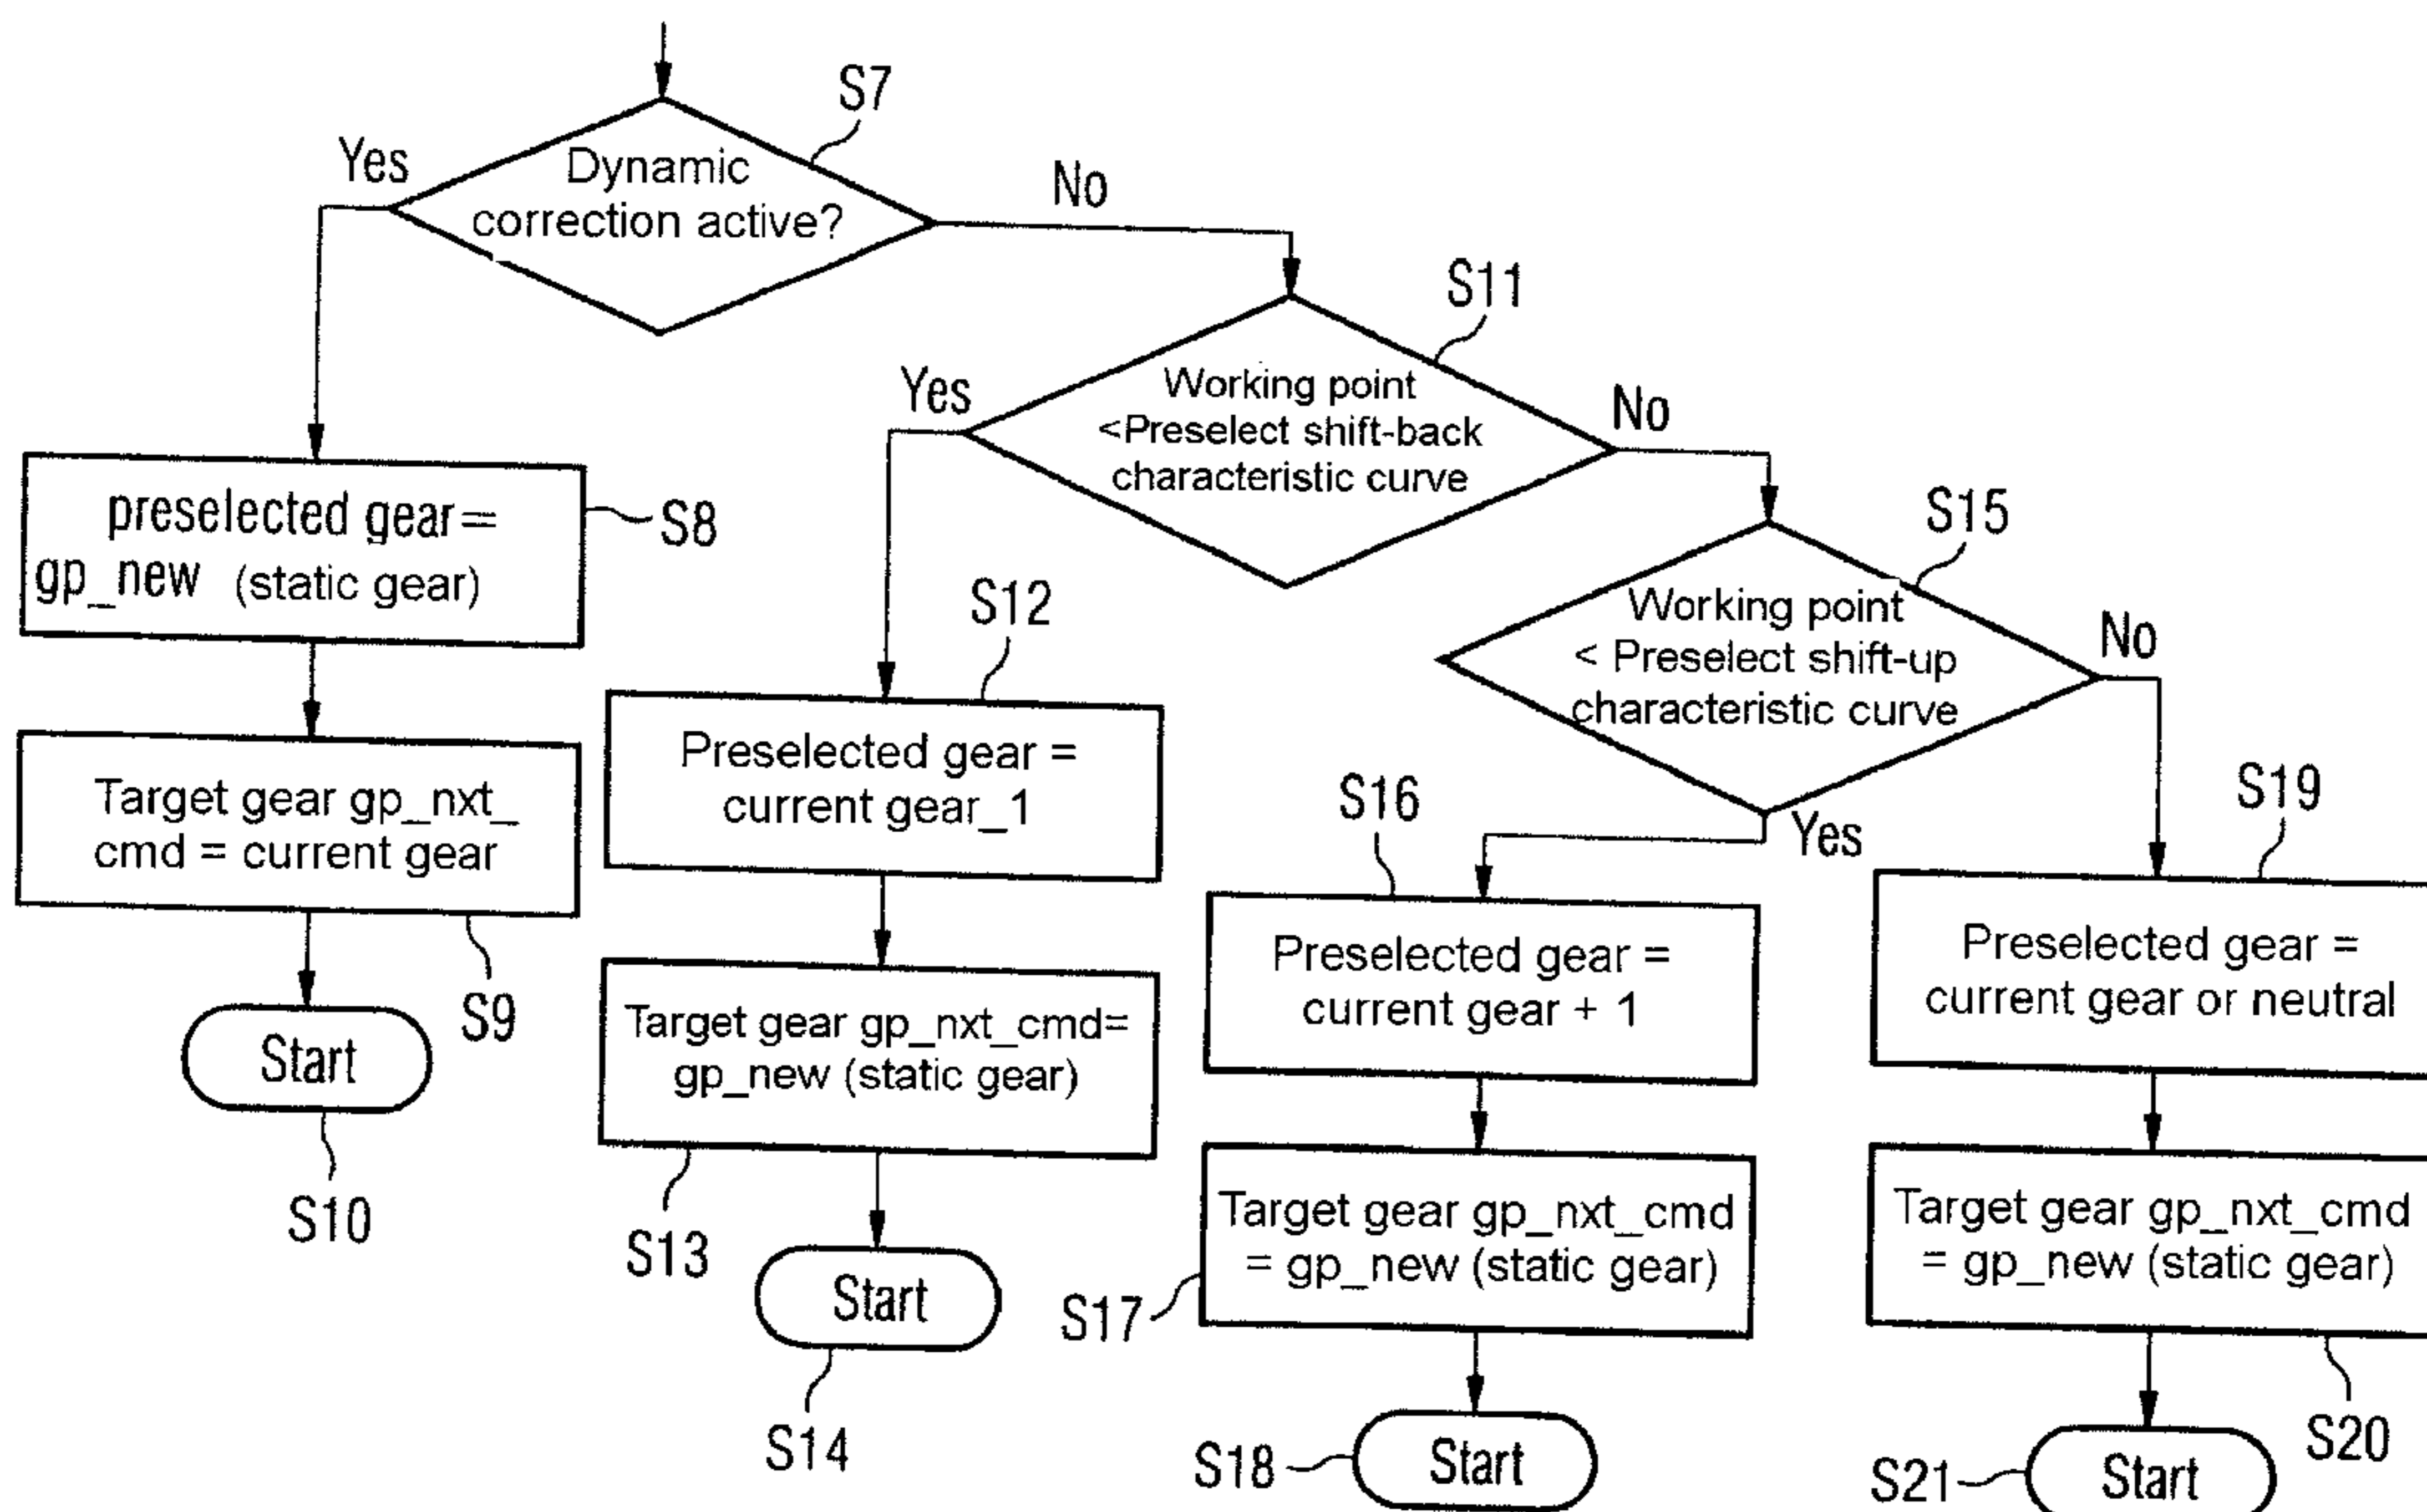 S7
Yes
Dynamic
correction active?
No
S11
Yes
Working point
<Preselect shift-back
characteristic curve
No
S15
preselected gear=
gp_new (static gear)
S8
S12
Working point
< Preselect shift-up
characteristic curve
No
Yes
Target gear gp_nxt_
cmd = current gear
S9
Preselected gear =
current gear_1
S16
S19
Preselected gear =
current gear + 1
Preselected gear =
current gear or neutral
Start
S10
Target gear gp_nxt_cmd=
gp_new (static gear)
S13
Target gear gp_nxt_cmd
= gp_new (static gear)
S17
Target gear gp_nxt_cmd
= gp_new (static gear)
S20
Start
S14
S18
Start
S21
Start